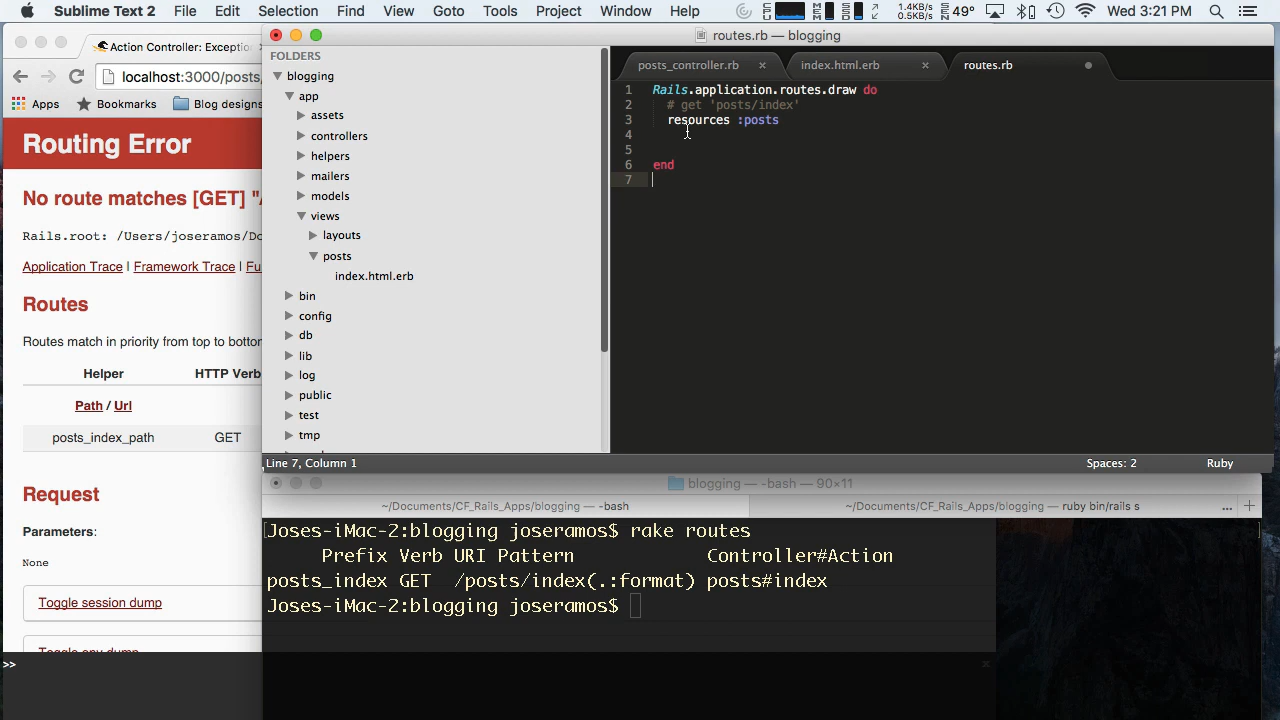 Sublime Text 2 File Edit Selection Find View Goto Tools Project Window Help 1.4KB/s 0.5KB/s 49° Wed 3:21 PM
Action Controller: Exceptio
localhost:3000/posts
Apps Bookmarks Blog designs
Routing Error
No route matches [GET] "/
Rails.root: /Users/joseramos/Do
Application Trace | Framework Trace | Fu
Routes
Routes match in priority from top to bottor
Helper HTTP Verb
Path / Url
posts_index_path GET
Request
Parameters:
None
Toggle session dump
Toggle env dump
>>
routes.rb — blogging
FOLDERS
blogging
app
assets
controllers
helpers
mailers
models
views
layouts
posts
index.html.erb
bin
config
db
lib
log
public
test
tmp
posts_controller.rb × index.html.erb × routes.rb
1 Rails.application.routes.draw do
2 # get 'posts/index'
3 resources :posts
4
5
6 end
7
Line 7, Column 1 Spaces: 2 Ruby
blogging — -bash — 90×11
~/Documents/CF_Rails_Apps/blogging — -bash ~/Documents/CF_Rails_Apps/blogging — ruby bin/rails s ... +
[Joses-iMac-2:blogging joseramos$ rake routes ]
Prefix Verb URI Pattern Controller#Action
posts_index GET /posts/index(.:format) posts#index
Joses-iMac-2:blogging joseramos$